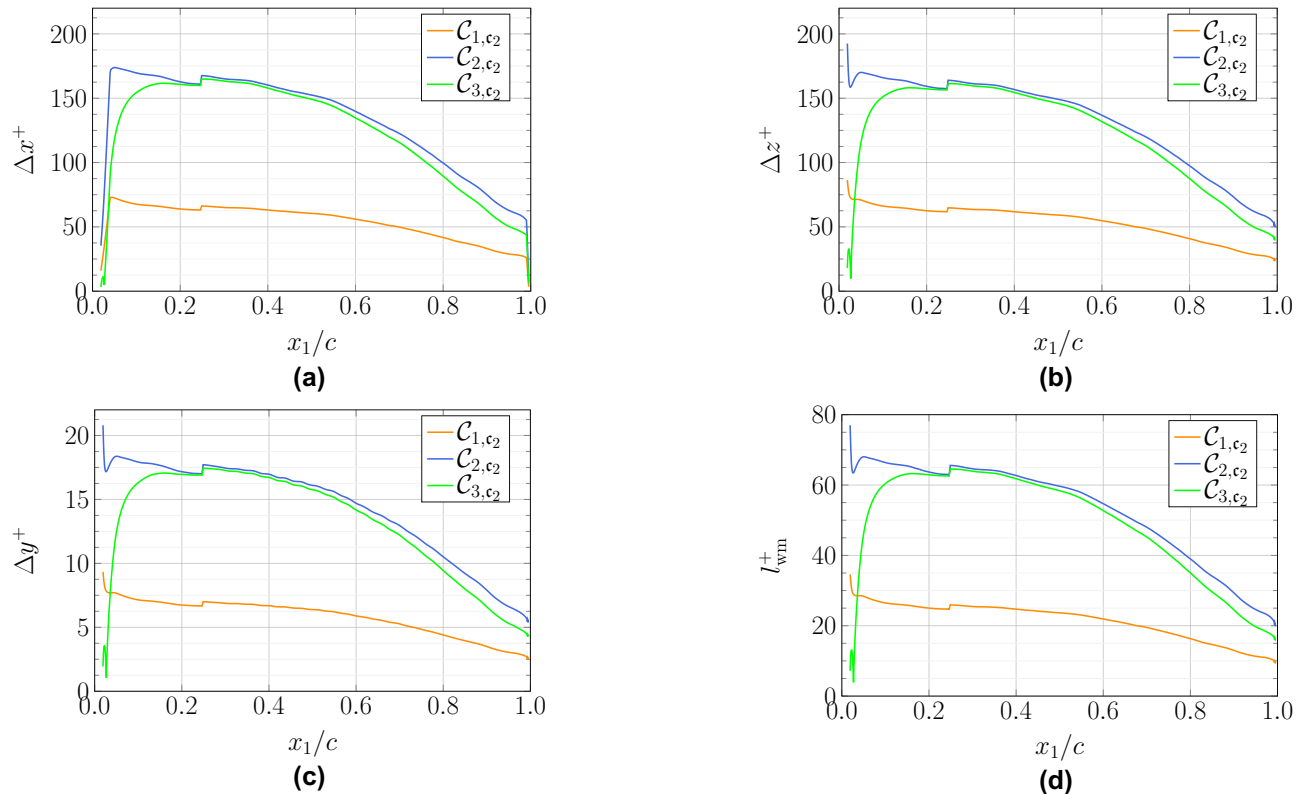 200
150
100
50
0
0.0 0.2 0.4 0.6 0.8 1.0
Δx⁺
x₁/c
𝒞₁,𝔠₂
𝒞₂,𝔠₂
𝒞₃,𝔠₂
(a)
200
150
100
50
0
0.0 0.2 0.4 0.6 0.8 1.0
Δz⁺
x₁/c
𝒞₁,𝔠₂
𝒞₂,𝔠₂
𝒞₃,𝔠₂
(b)
20
15
10
5
0
0.0 0.2 0.4 0.6 0.8 1.0
Δy⁺
x₁/c
𝒞₁,𝔠₂
𝒞₂,𝔠₂
𝒞₃,𝔠₂
(c)
80
60
40
20
0
0.0 0.2 0.4 0.6 0.8 1.0
l⁺wm
x₁/c
𝒞₁,𝔠₂
𝒞₂,𝔠₂
𝒞₃,𝔠₂
(d)